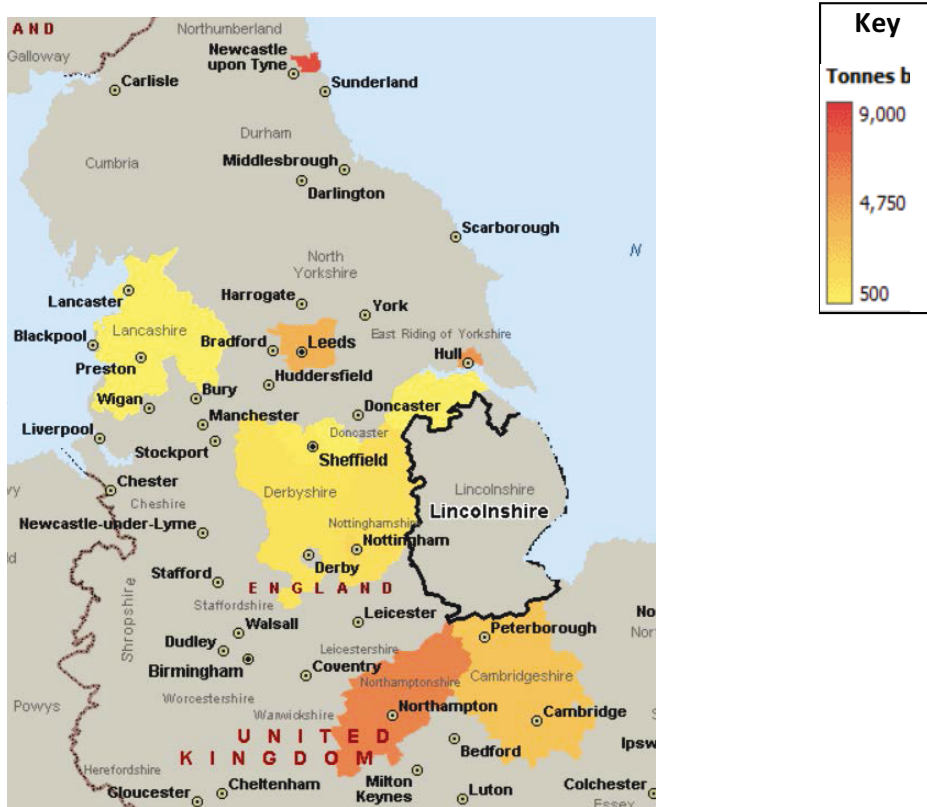 AND
Galloway
Northumberland
Newcastle
upon Tyne
Carlisle
Sunderland
Durham
Cumbria
Middlesbrough
Darlington
Scarborough
N
North
Yorkshire
Lancaster
Harrogate
York
Blackpool
Lancashire
Bradford
Leeds
East Riding of Yorkshire
Hull
Preston
Huddersfield
Wigan
Bury
Doncaster
Liverpool
Manchester
Doncaster
Stockport
Sheffield
Chester
Cheshire
Derbyshire
Lincolnshire
Lincolnshire
Newcastle-under-Lyme
Nottinghamshire
Nottingham
Derby
Stafford
ENGLAND
Staffordshire
Shropshire
Walsall
Leicester
Peterborough
No
Nor
Dudley
Leicestershire
Birmingham
Coventry
Northamptonshire
Cambridgeshire
Worcestershire
Powys
Warwickshire
Northampton
Cambridge
UNITED
KINGDOM
Bedford
Ipsw
Herefordshire
Milton
Keynes
Cheltenham
Gloucester
Luton
Colchester
Essex
Key
Tonnes b
9,000
4,750
500